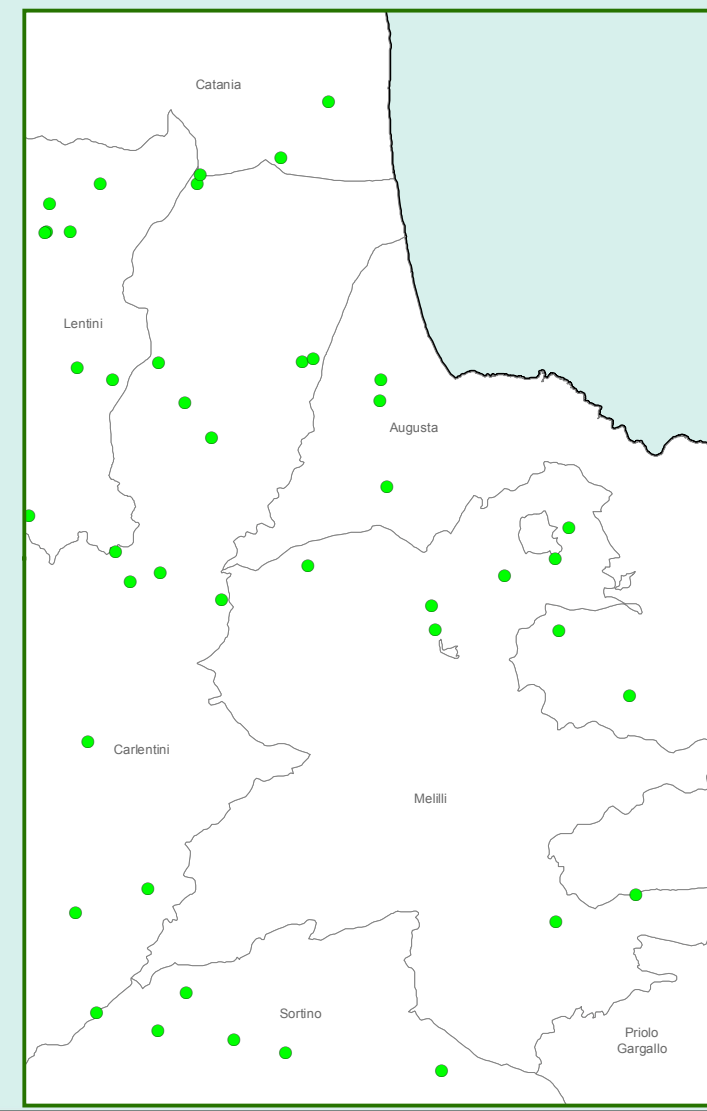 Catania
Lentini
Augusta
Carlentini
Melilli
Sortino
Priolo
Gargallo